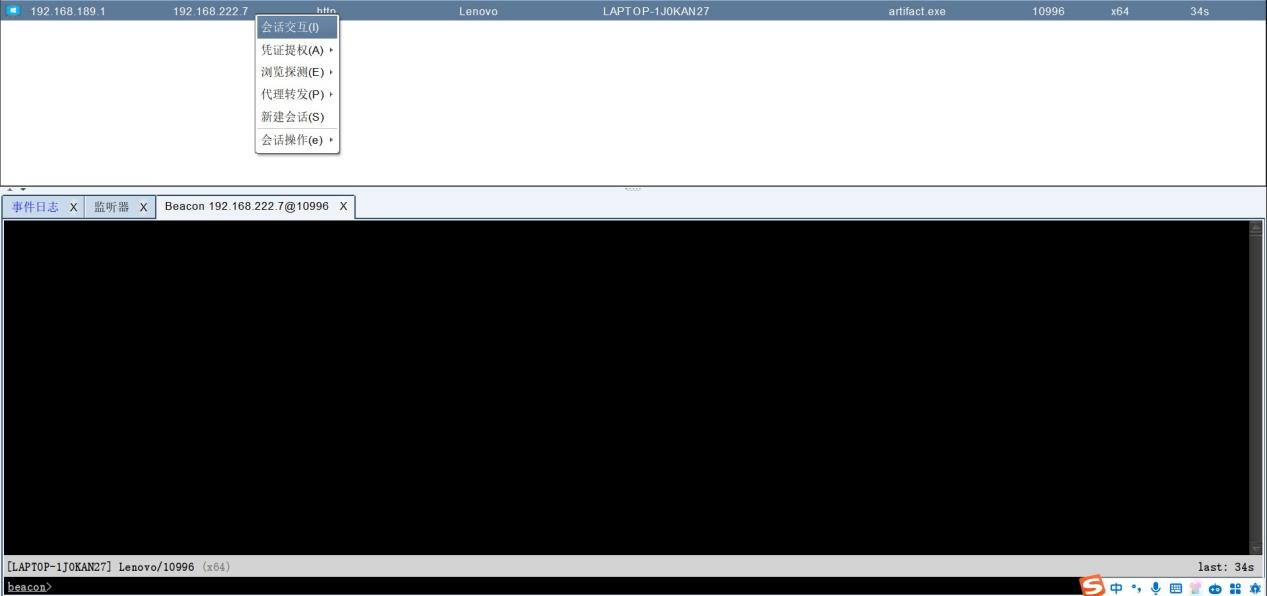 192.168.189.1 192.168.222.7 http Lenovo LAPTOP-1J0KAN27 artifact.exe 10996 x64 34s
会话交互(I)
凭证提权(A)
浏览探测(E)
代理转发(P)
新建会话(S)
会话操作(e)
事件日志 X 监听器 X Beacon 192.168.222.7@10996 X
[LAPTOP-1J0KAN27] Lenovo/10996 (x64) last: 34s
beacon>
中